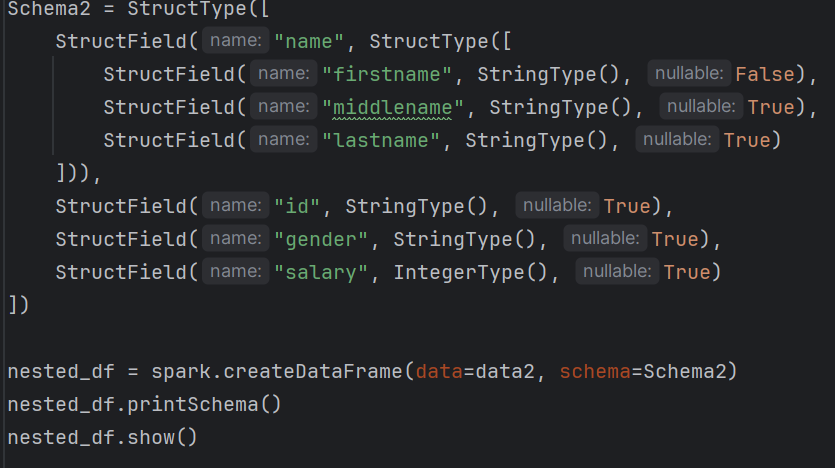 Schema2 = StructType([
    StructField( name: "name", StructType([
        StructField( name: "firstname", StringType(), nullable: False),
        StructField( name: "middlename", StringType(), nullable: True),
        StructField( name: "lastname", StringType(), nullable: True)
    ])),
    StructField( name: "id", StringType(), nullable: True),
    StructField( name: "gender", StringType(), nullable: True),
    StructField( name: "salary", IntegerType(), nullable: True)
])
nested_df = spark.createDataFrame(data=data2, schema=Schema2)
nested_df.printSchema()
nested_df.show()